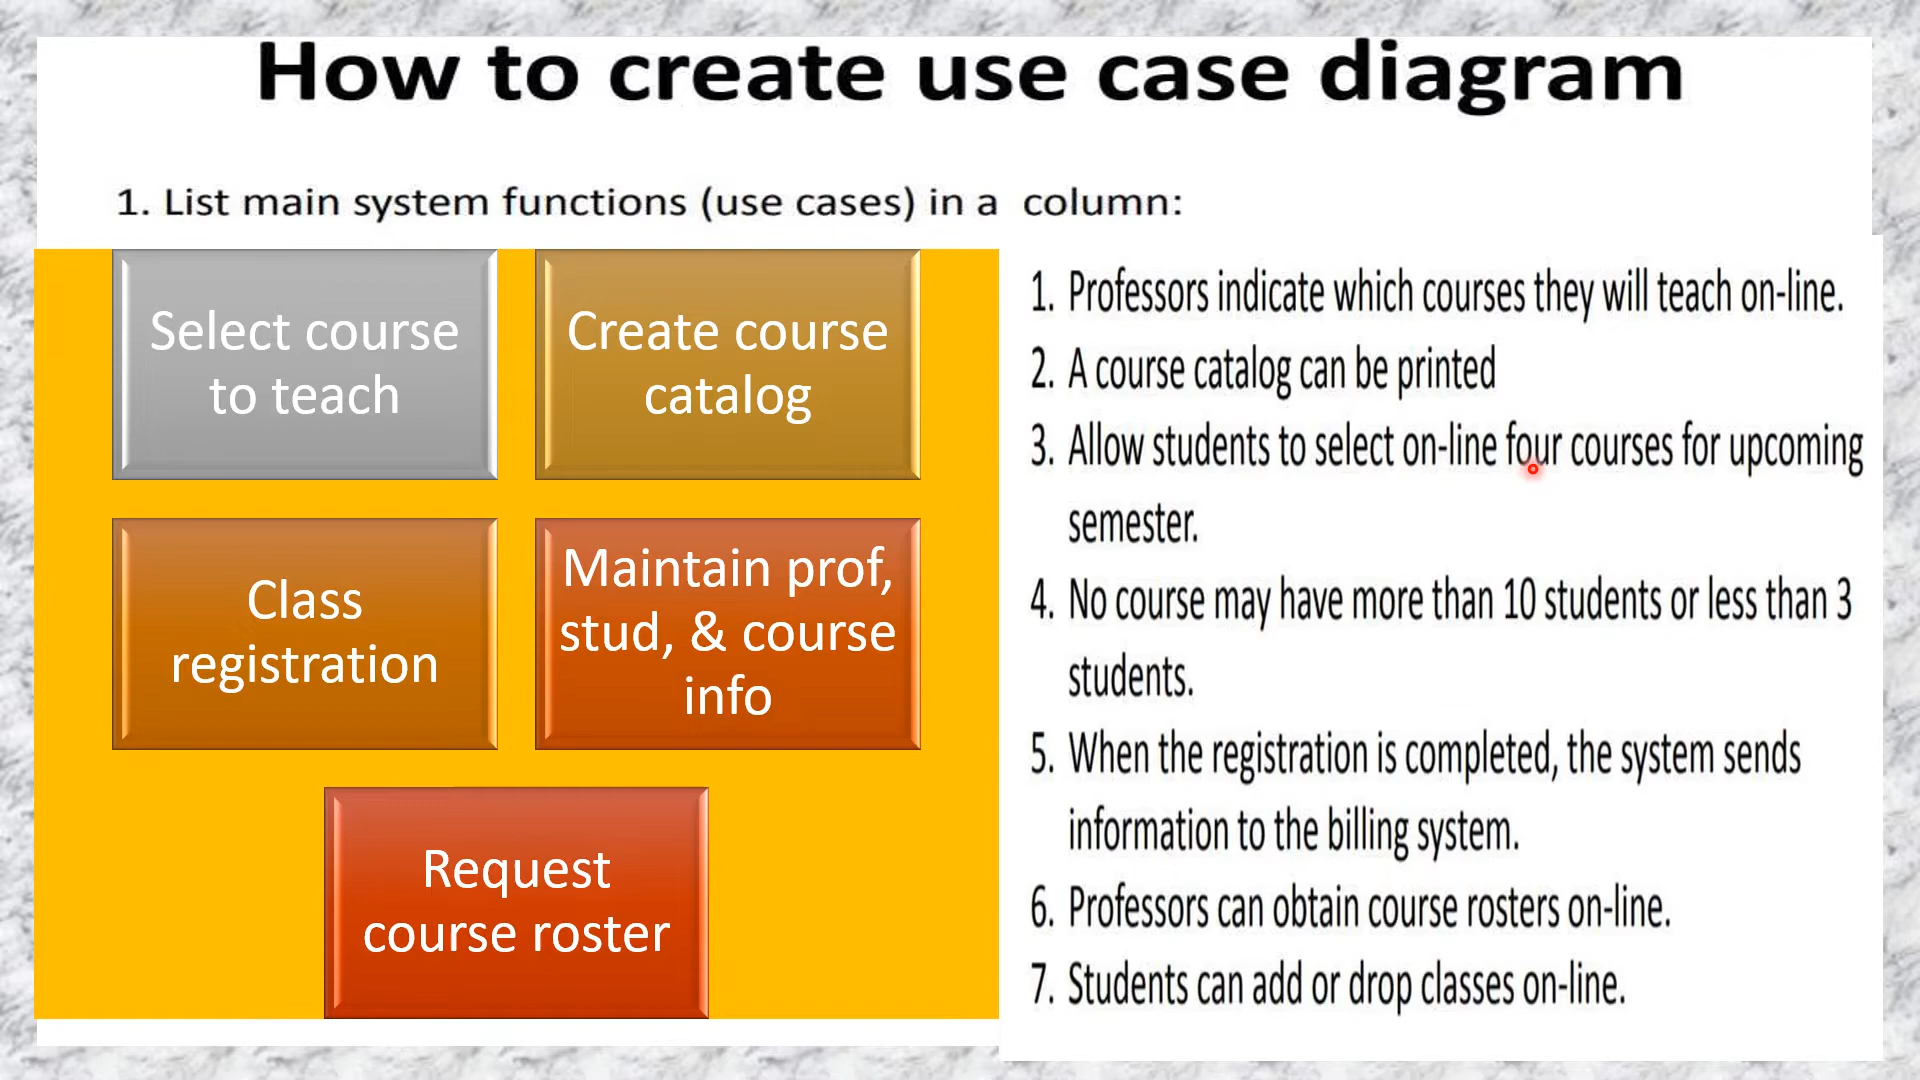 How to create use case diagram
1. List main system functions (use cases) in a column:
Select course
to teach
Create course
catalog
Class
registration
Maintain prof,
stud, & course
info
Request
course roster
1. Professors indicate which courses they will teach on-line.
2. A course catalog can be printed
3. Allow students to select on-line four courses for upcoming
semester.
4. No course may have more than 10 students or less than 3
students.
5. When the registration is completed, the system sends
information to the billing system.
6. Professors can obtain course rosters on-line.
7. Students can add or drop classes on-line.